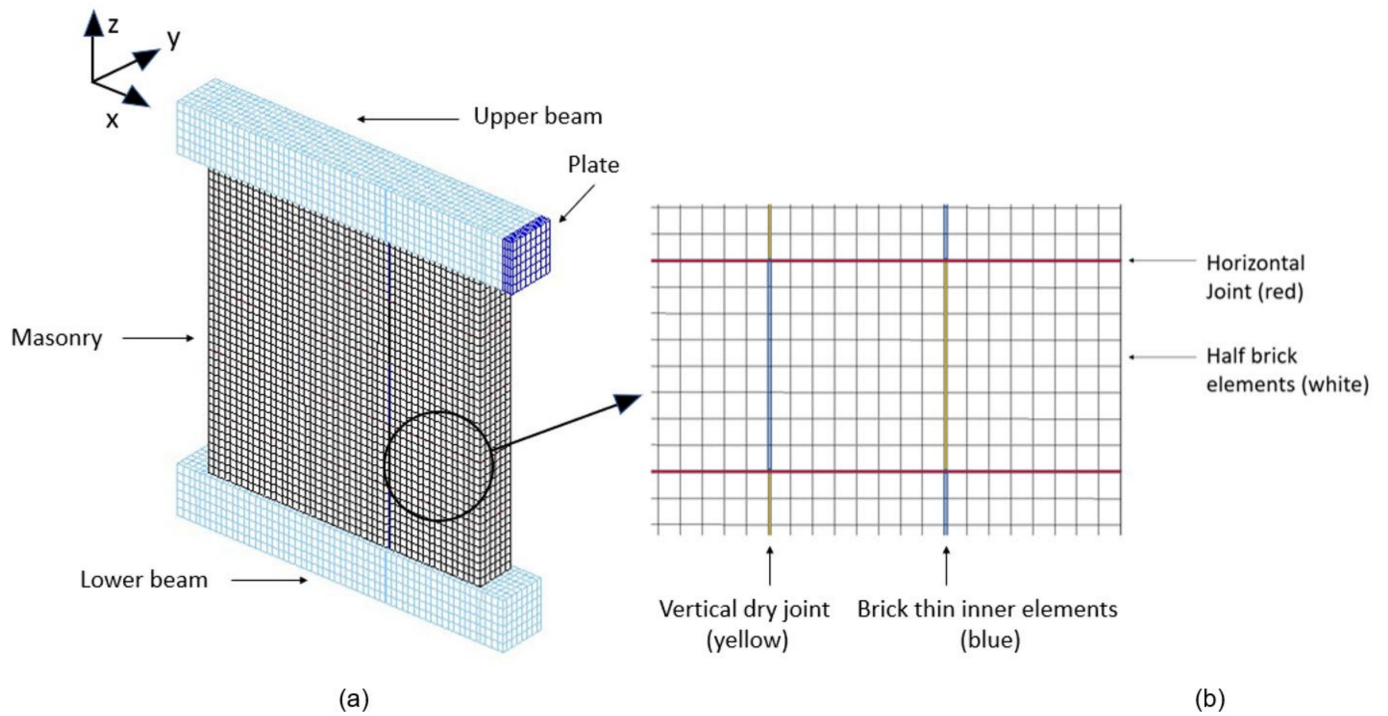 z
y
x
Upper beam
Plate
Masonry
Lower beam
Horizontal
Joint (red)
Half brick
elements (white)
Vertical dry joint
(yellow)
Brick thin inner elements
(blue)
(a)
(b)